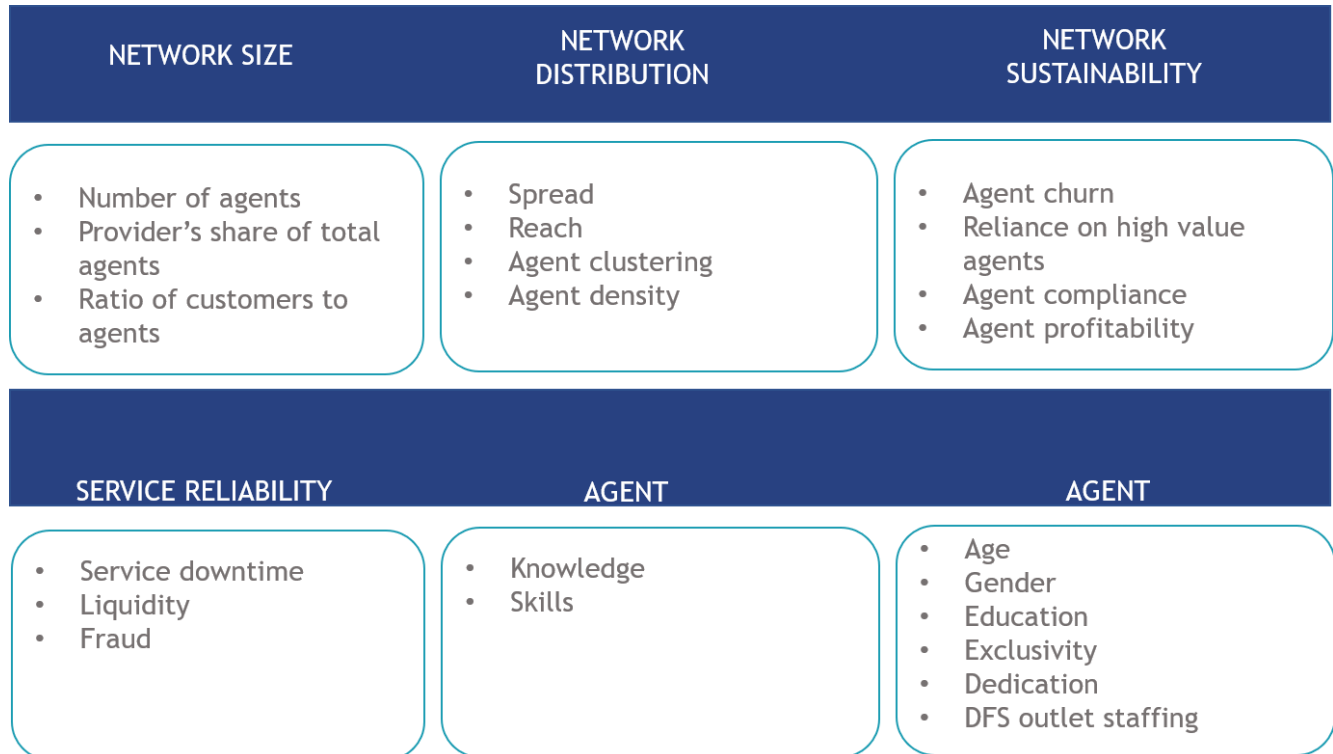 NETWORK SIZE
NETWORK
DISTRIBUTION
NETWORK
SUSTAINABILITY
• Number of agents
• Provider's share of total
agents
• Ratio of customers to
agents
• Spread
• Reach
• Agent clustering
• Agent density
• Agent churn
• Reliance on high value
agents
• Agent compliance
• Agent profitability
SERVICE RELIABILITY
AGENT
AGENT
• Service downtime
• Liquidity
• Fraud
• Knowledge
• Skills
• Age
• Gender
• Education
• Exclusivity
• Dedication
• DFS outlet staffing